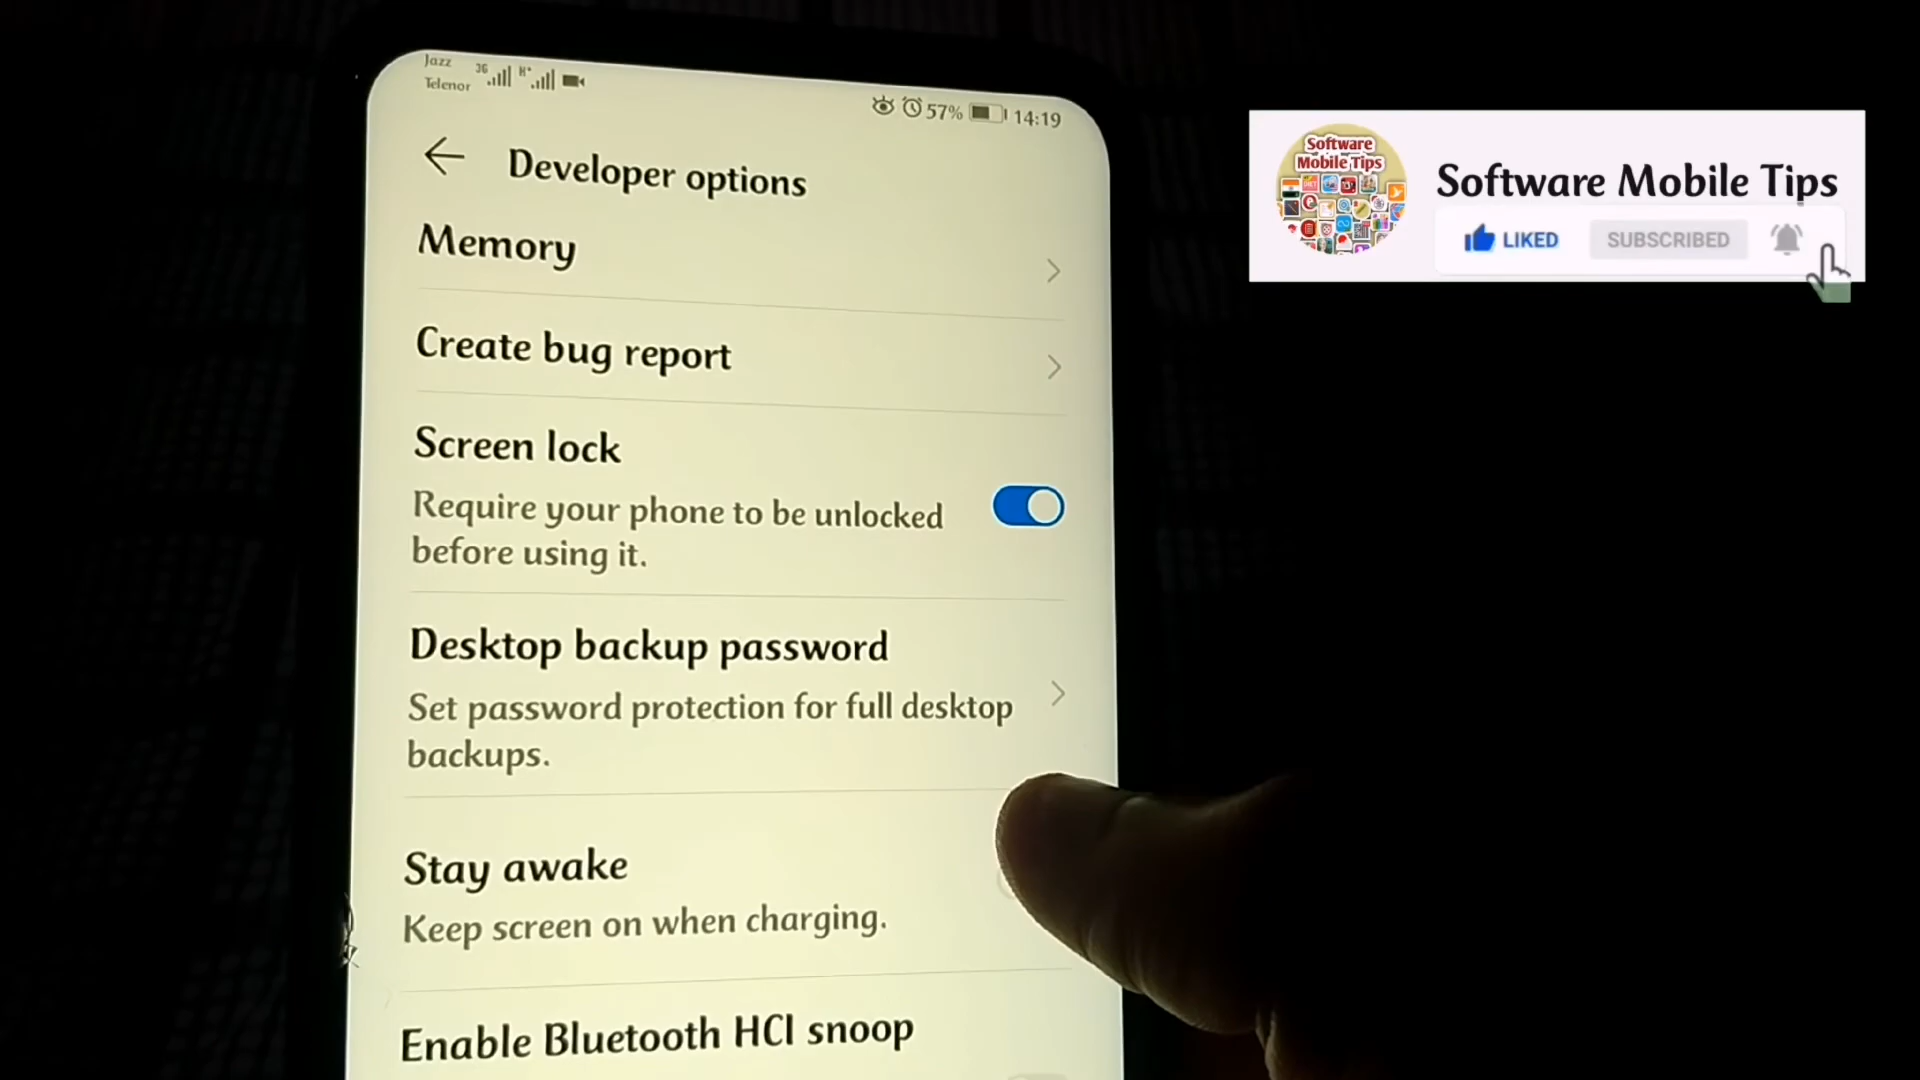 Jazz
Telenor
3G
H+
57%
14:19
Developer options
Memory
Create bug report
Screen lock
Require your phone to be unlocked
before using it.
Desktop backup password
Set password protection for full desktop
backups.
Stay awake
Keep screen on when charging.
Enable Bluetooth HCI snoop
Software
Mobile Tips
Software Mobile Tips
LIKED
SUBSCRIBED